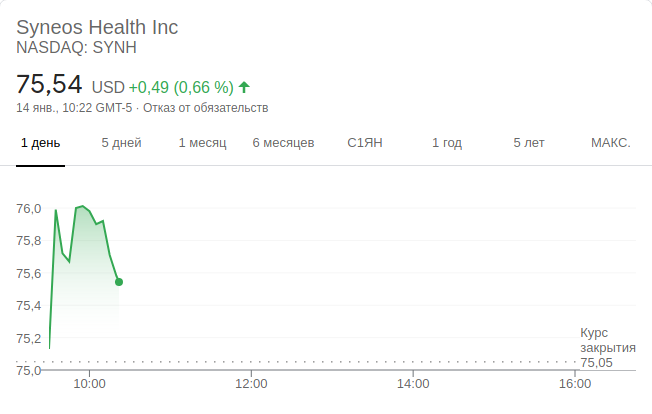 Syneos Health Inc
NASDAQ: SYNH
75,54 USD +0,49 (0,66 %)
14 янв., 10:22 GMT-5 · Отказ от обязательств
1 день 5 дней 1 месяц 6 месяцев С1ЯН 1 год 5 лет МАКС.
76,0
75,8
75,6
75,4
75,2
75,0
Курс
закрытия
75,05
10:00 12:00 14:00 16:00